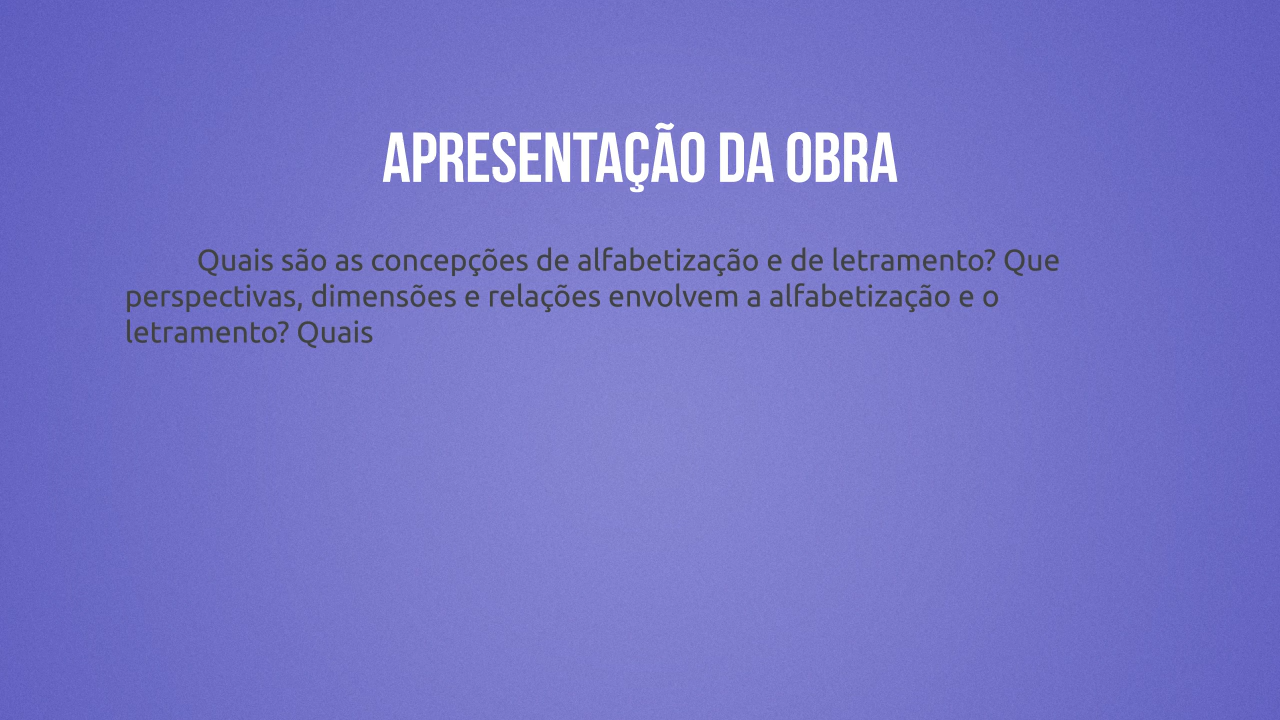 APRESENTAÇÃO DA OBRA
Quais são as concepções de alfabetização e de letramento? Que
perspectivas, dimensões e relações envolvem a alfabetização e o
letramento? Quais